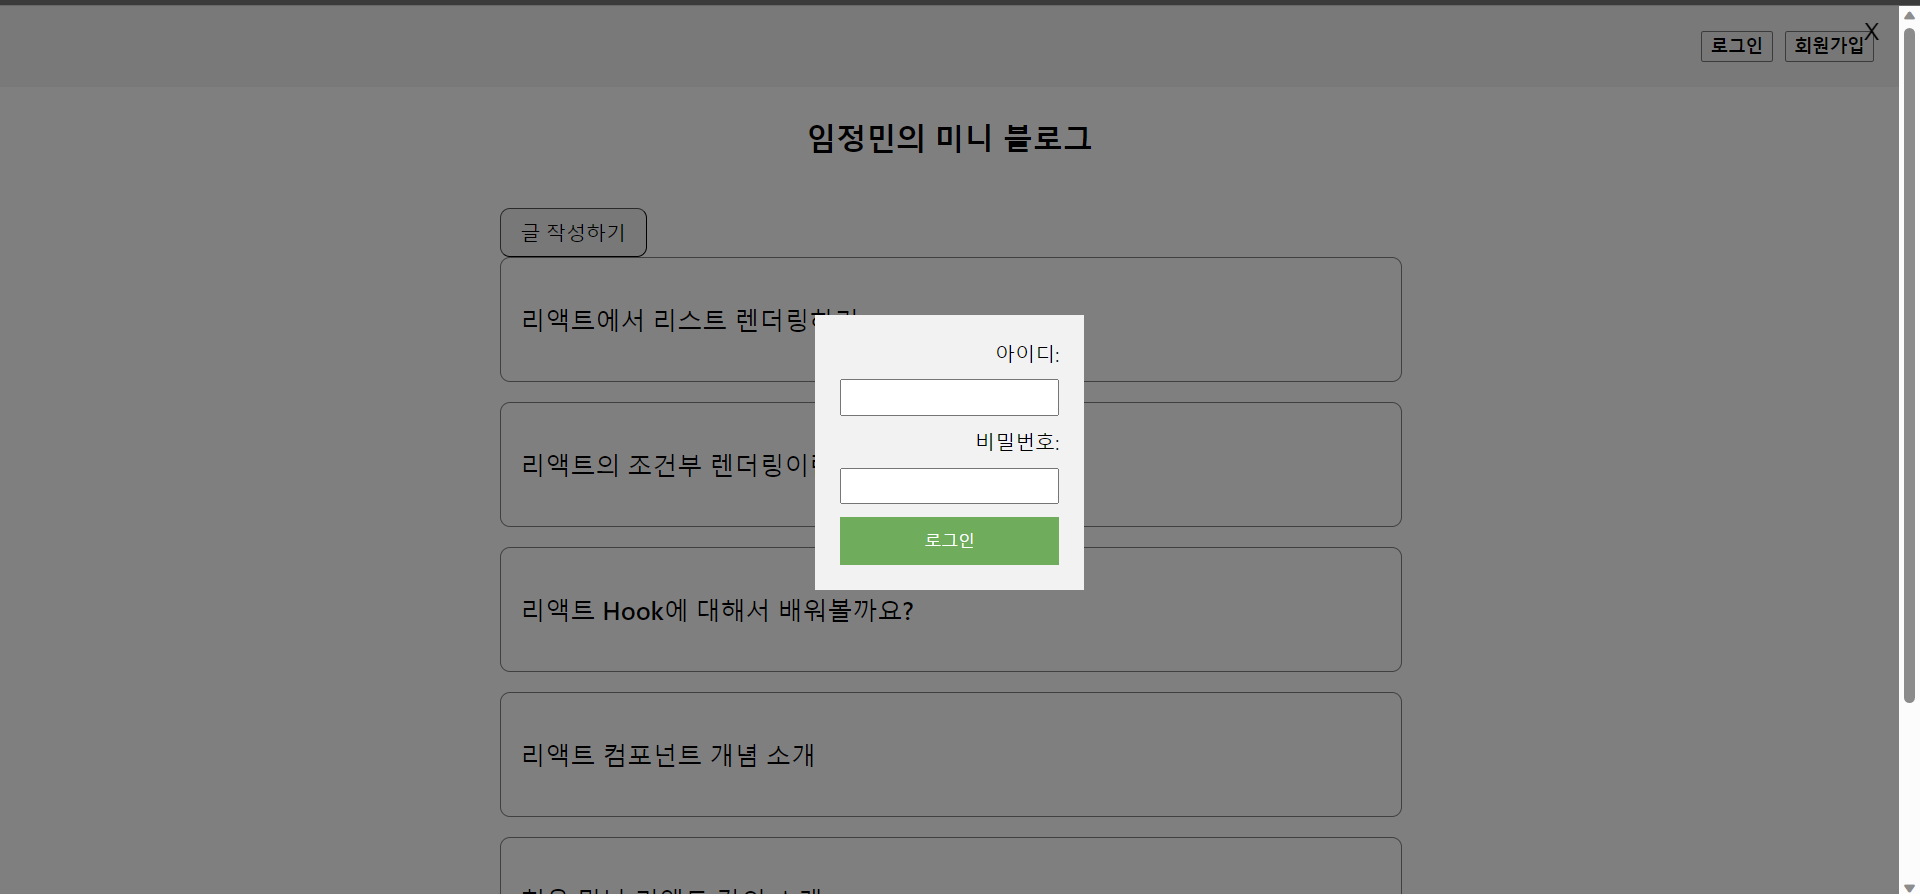 로그인 회원가입 X
임정민의 미니 블로그
글 작성하기
리액트에서 리스트 렌더링
아이디:
리액트의 조건부 렌더링이
비밀번호:
로그인
리액트 Hook에 대해서 배워볼까요?
리액트 컴포넌트 개념 소개